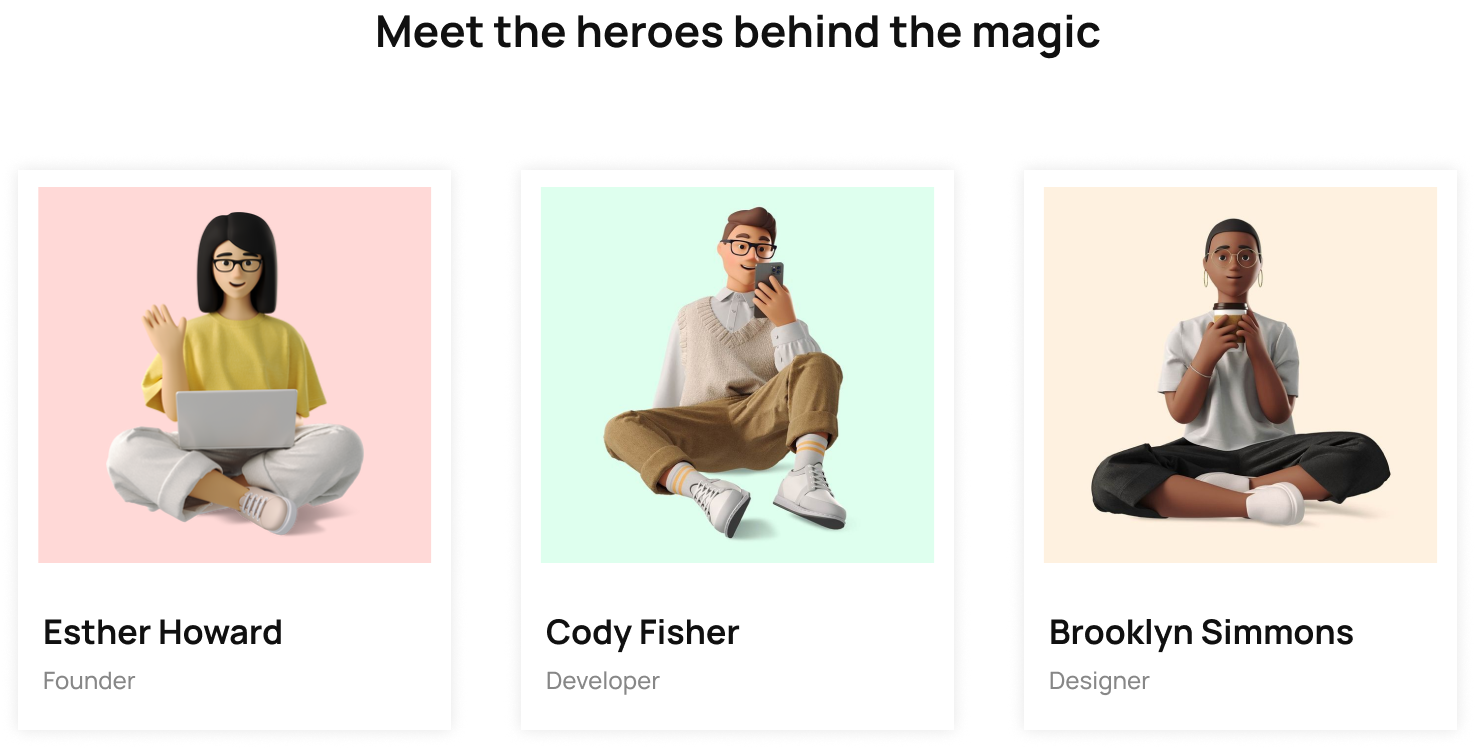 Meet the heroes behind the magic
Esther Howard
Founder
Cody Fisher
Developer
Brooklyn Simmons
Designer